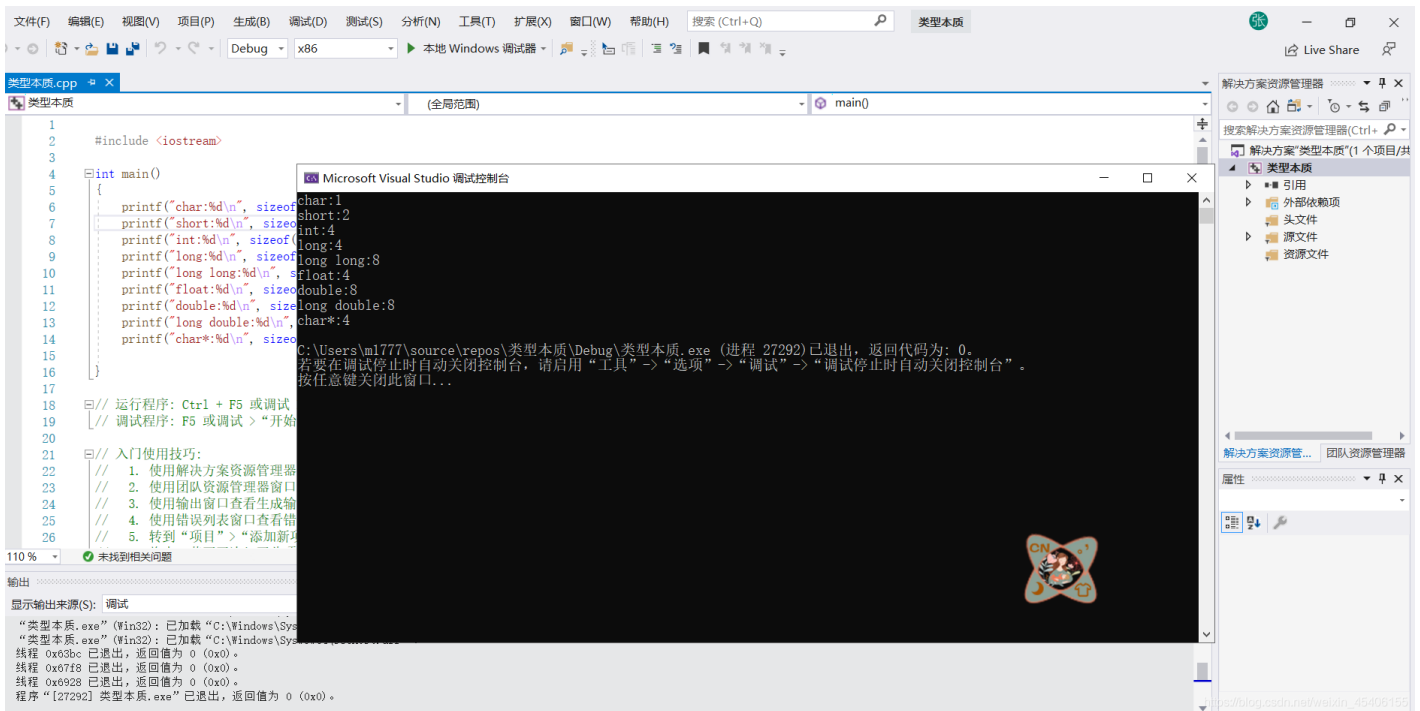 文件(F) 编辑(E) 视图(V) 项目(P) 生成(B) 调试(D) 测试(S) 分析(N) 工具(T) 扩展(X) 窗口(W) 帮助(H) 搜索 (Ctrl+Q) 类型本质 张
Debug x86 本地 Windows 调试器 Live Share
类型本质.cpp
类型本质 (全局范围) main()
1
2 #include <iostream>
3
4 int main()
5 {
6 printf("char:%d\n", sizeof
7 printf("short:%d\n", sizeo
8 printf("int:%d\n", sizeof(
9 printf("long:%d\n", sizeof
10 printf("long long:%d\n", s
11 printf("float:%d\n", sizeo
12 printf("double:%d\n", size
13 printf("long double:%d\n",
14 printf("char*:%d\n", sizeo
15
16 }
17
18 // 运行程序: Ctrl + F5 或调试
19 // 调试程序: F5 或调试 >“开始
20
21 // 入门使用技巧:
22 // 1. 使用解决方案资源管理器
23 // 2. 使用团队资源管理器窗口
24 // 3. 使用输出窗口查看生成输
25 // 4. 使用错误列表窗口查看错
26 // 5. 转到“项目”>“添加新项
110 % 未找到相关问题
Microsoft Visual Studio 调试控制台
char:1
short:2
int:4
long:4
long long:8
float:4
double:8
long double:8
char*:4
C:\Users\m1777\source\repos\类型本质\Debug\类型本质.exe (进程 27292)已退出，返回代码为: 0。
若要在调试停止时自动关闭控制台，请启用“工具”->“选项”->“调试”->“调试停止时自动关闭控制台”。
按任意键关闭此窗口...
CN
输出
显示输出来源(S): 调试
“类型本质.exe”(Win32): 已加载“C:\Windows\Sys
“类型本质.exe”(Win32): 已加载“C:\Windows\Sys
线程 0x63bc 已退出，返回值为 0 (0x0)。
线程 0x67f8 已退出，返回值为 0 (0x0)。
线程 0x6928 已退出，返回值为 0 (0x0)。
程序“[27292] 类型本质.exe”已退出，返回值为 0 (0x0)。
解决方案资源管理器
搜索解决方案资源管理器(Ctrl+
解决方案“类型本质”(1 个项目/共
类型本质
引用
外部依赖项
头文件
源文件
资源文件
解决方案资源管... 团队资源管理器
属性
https://blog.csdn.net/weixin_45406155